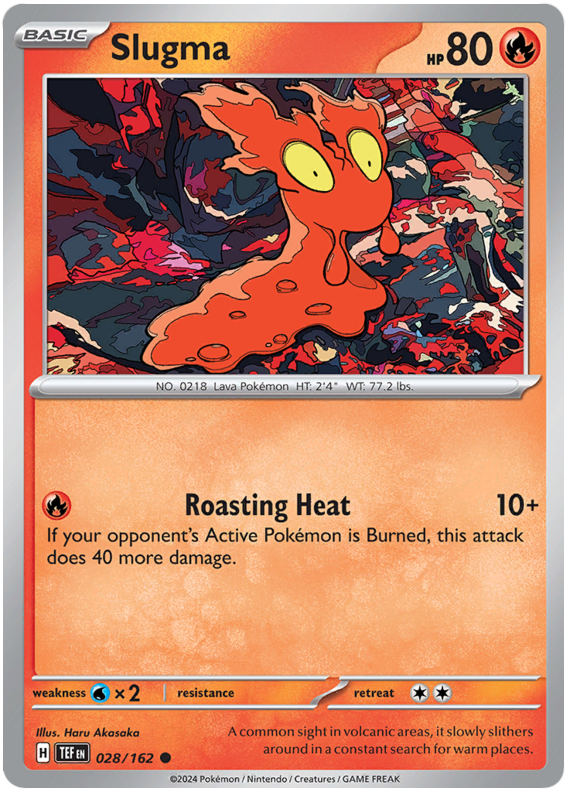 BASIC Slugma HP80
NO. 0218 Lava Pokémon HT: 2'4" WT: 77.2 lbs.
Roasting Heat 10+
If your opponent's Active Pokémon is Burned, this attack
does 40 more damage.
weakness ×2 resistance retreat
Illus. Haru Akasaka
A common sight in volcanic areas, it slowly slithers
around in a constant search for warm places.
H TEF EN 028/162
©2024 Pokémon / Nintendo / Creatures / GAME FREAK